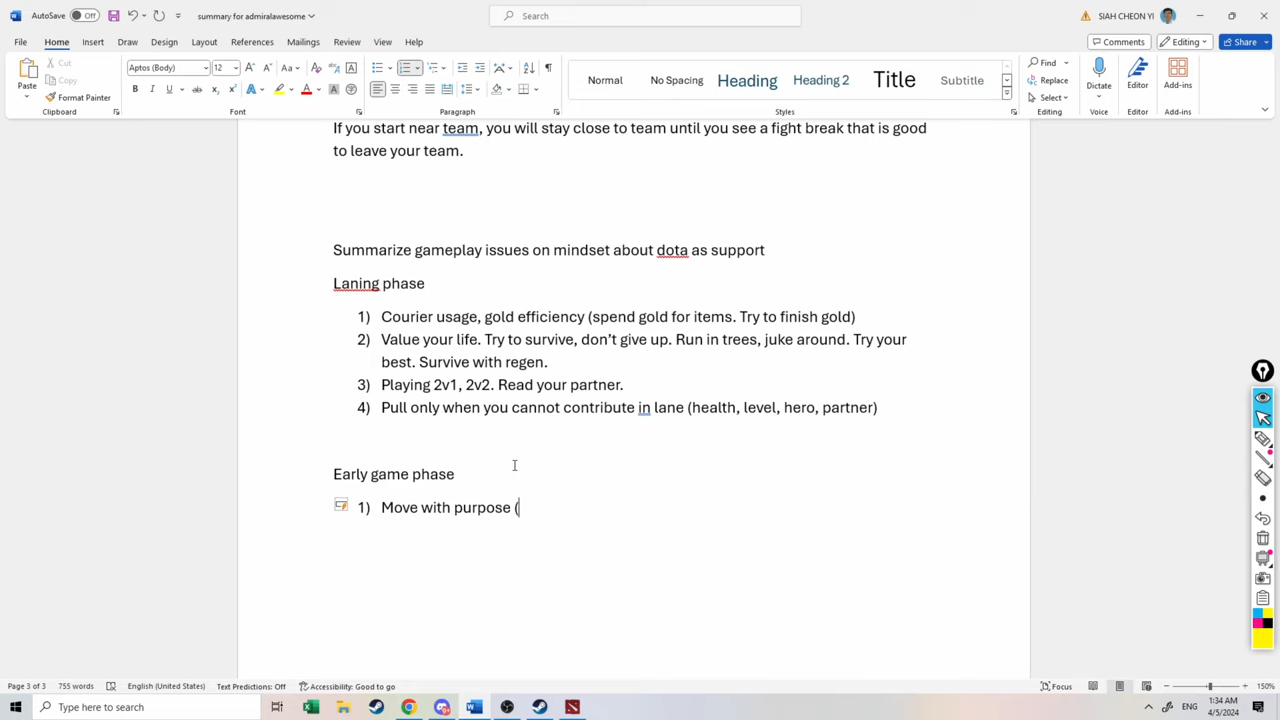 AutoSave Off summary for admiralawesome Search SIAH CHEON YI
File Home Insert Draw Design Layout References Mailings Review View Help Comments Editing Share
Paste Cut Copy Format Painter
Aptos (Body) 12
Normal No Spacing Heading Heading 2 Title Subtitle
Find Replace Select Dictate Editor Add-ins
Clipboard Font Paragraph Styles Editing Voice Editor Add-ins
If you start near team, you will stay close to team until you see a fight break that is good
to leave your team.
Summarize gameplay issues on mindset about dota as support
Laning phase
1) Courier usage, gold efficiency (spend gold for items. Try to finish gold)
2) Value your life. Try to survive, don’t give up. Run in trees, juke around. Try your
best. Survive with regen.
3) Playing 2v1, 2v2. Read your partner.
4) Pull only when you cannot contribute in lane (health, level, hero, partner)
Early game phase
1) Move with purpose (
Page 3 of 3 755 words English (United States) Text Predictions: Off Accessibility: Good to go Focus 150%
Type here to search ENG 1:34 AM
4/5/2024